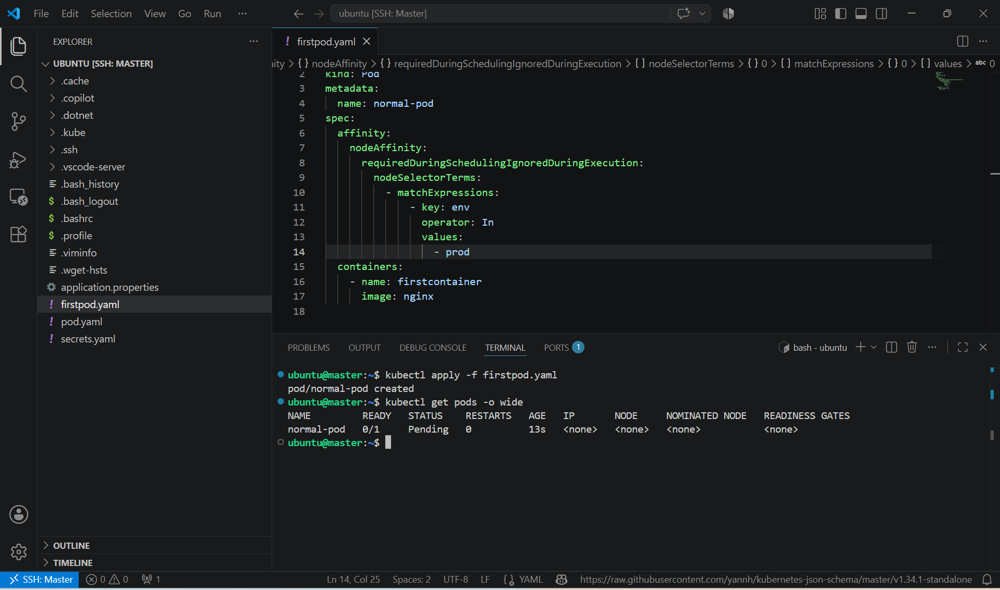 File Edit Selection View Go Run ··· ubuntu [SSH: Master]
EXPLORER ···
firstpod.yaml
UBUNTU [SSH: MASTER]
.cache
.copilot
.dotnet
.kube
.ssh
.vscode-server
.bash_history
$ .bash_logout
$ .bashrc
$ .profile
.viminfo
.wget-hsts
application.properties
! firstpod.yaml
! pod.yaml
! secrets.yaml
OUTLINE
TIMELINE
! firstpod.yaml
ity > {} nodeAffinity > {} requiredDuringSchedulingIgnoredDuringExecution > [] nodeSelectorTerms > {} 0 > [] matchExpressions > {} 0 > [] values > abc 0
2 kind: Pod
3 metadata:
4   name: normal-pod
5 spec:
6   affinity:
7     nodeAffinity:
8       requiredDuringSchedulingIgnoredDuringExecution:
9         nodeSelectorTerms:
10           - matchExpressions:
11               - key: env
12                 operator: In
13                 values:
14                   - prod
15   containers:
16     - name: firstcontainer
17       image: nginx
18
PROBLEMS OUTPUT DEBUG CONSOLE TERMINAL PORTS 1 bash - ubuntu
ubuntu@master:~$ kubectl apply -f firstpod.yaml
pod/normal-pod created
ubuntu@master:~$ kubectl get pods -o wide
NAME READY STATUS RESTARTS AGE IP NODE NOMINATED NODE READINESS GATES
normal-pod 0/1 Pending 0 13s <none> <none> <none> <none>
ubuntu@master:~$
SSH: Master 0 0 1 Ln 14, Col 25 Spaces: 2 UTF-8 LF {} YAML https://raw.githubusercontent.com/yannh/kubernetes-json-schema/master/v1.34.1-standalone